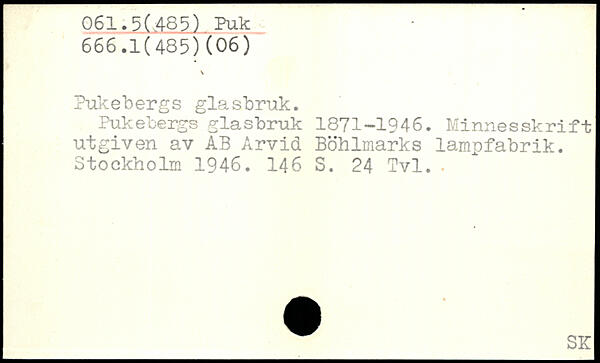 061.5(485) Puk
666.1(485)(06)
Pukebergs glasbruk.
Pukebergs glasbruk 1871-1946. Minnesskrift
utgiven av AB Arvid Böhlmarks lampfabrik.
Stockholm 1946. 146 S. 24 Tvl.
SK